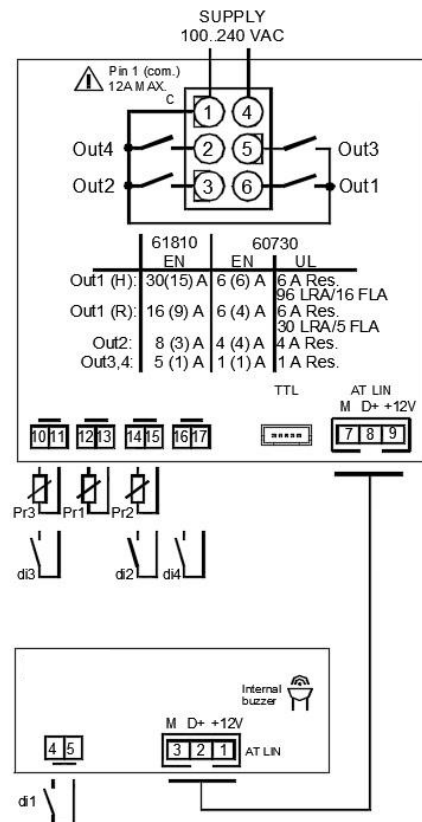 SUPPLY
100..240 VAC
Pin 1 (com.)
12A MAX.
C
1 4
Out4 2 5 Out3
Out2 3 6 Out1
61810 60730
EN EN UL
Out1 (H): 30(15) A 6 (6) A 6 A Res.
96 LRA/16 FLA
Out1 (R): 16 (9) A 6 (4) A 6 A Res.
30 LRA/5 FLA
Out2: 8 (3) A 4 (4) A 4 A Res.
Out3,4: 5 (1) A 1 (1) A 1 A Res.
TTL AT LIN
M D+ +12V
10 11 12 13 14 15 16 17 7 8 9
Pr3 Pr1 Pr2
di3 di2 di4
Internal
buzzer
M D+ +12V
4 5 3 2 1 AT LIN
di1